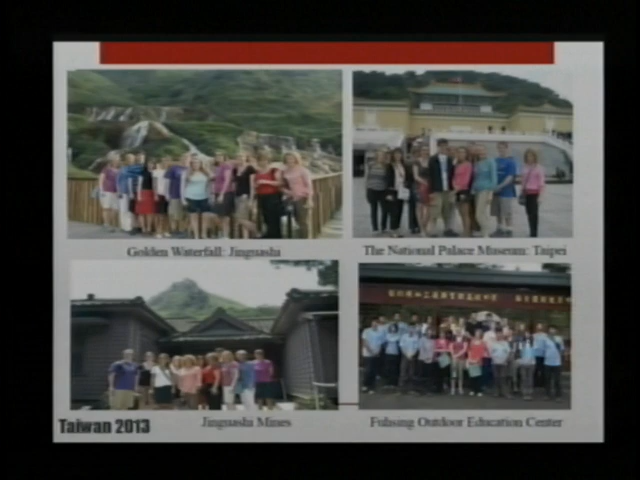 Golden Waterfall: Jinguashi
The National Palace Museum: Taipei
Jinguashi Mines
Fuhsing Outdoor Education Center
Taiwan 2013